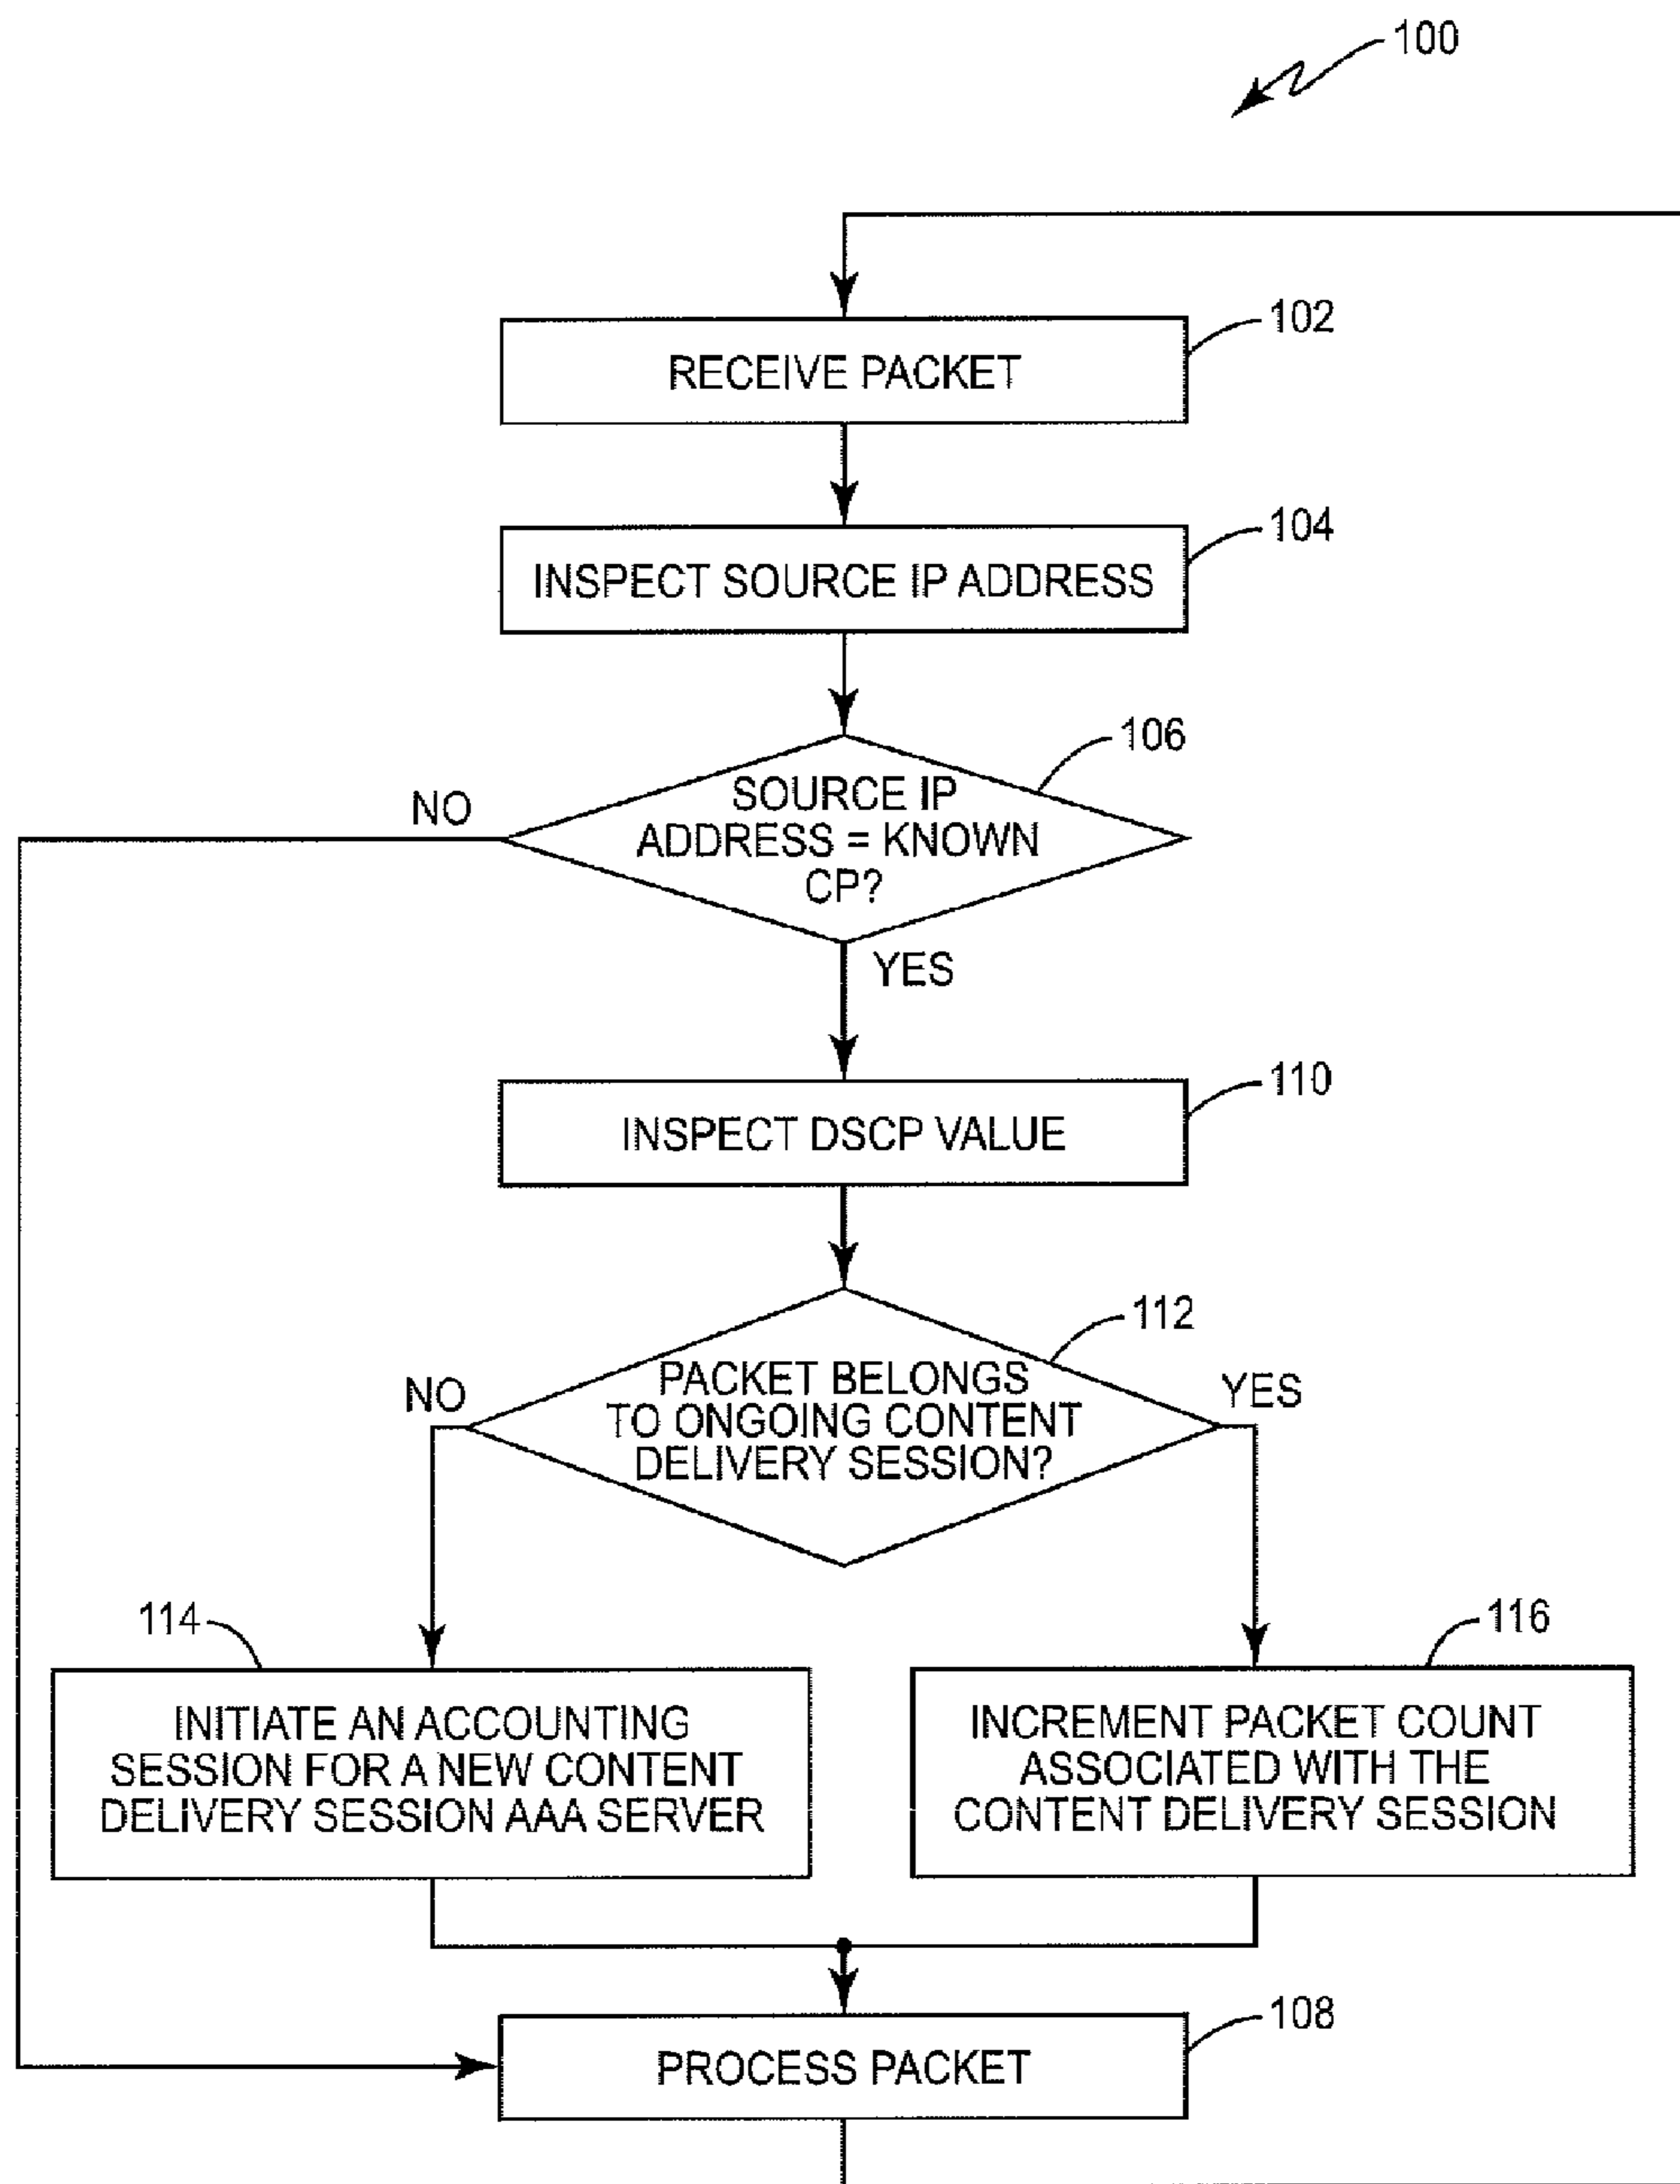 100
102
RECEIVE PACKET
104
INSPECT SOURCE IP ADDRESS
106
NO
SOURCE IP
ADDRESS = KNOWN
CP?
YES
110
INSPECT DSCP VALUE
112
NO
PACKET BELONGS
TO ONGOING CONTENT
DELIVERY SESSION?
YES
114
116
INITIATE AN ACCOUNTING
SESSION FOR A NEW CONTENT
DELIVERY SESSION AAA SERVER
INCREMENT PACKET COUNT
ASSOCIATED WITH THE
CONTENT DELIVERY SESSION
108
PROCESS PACKET